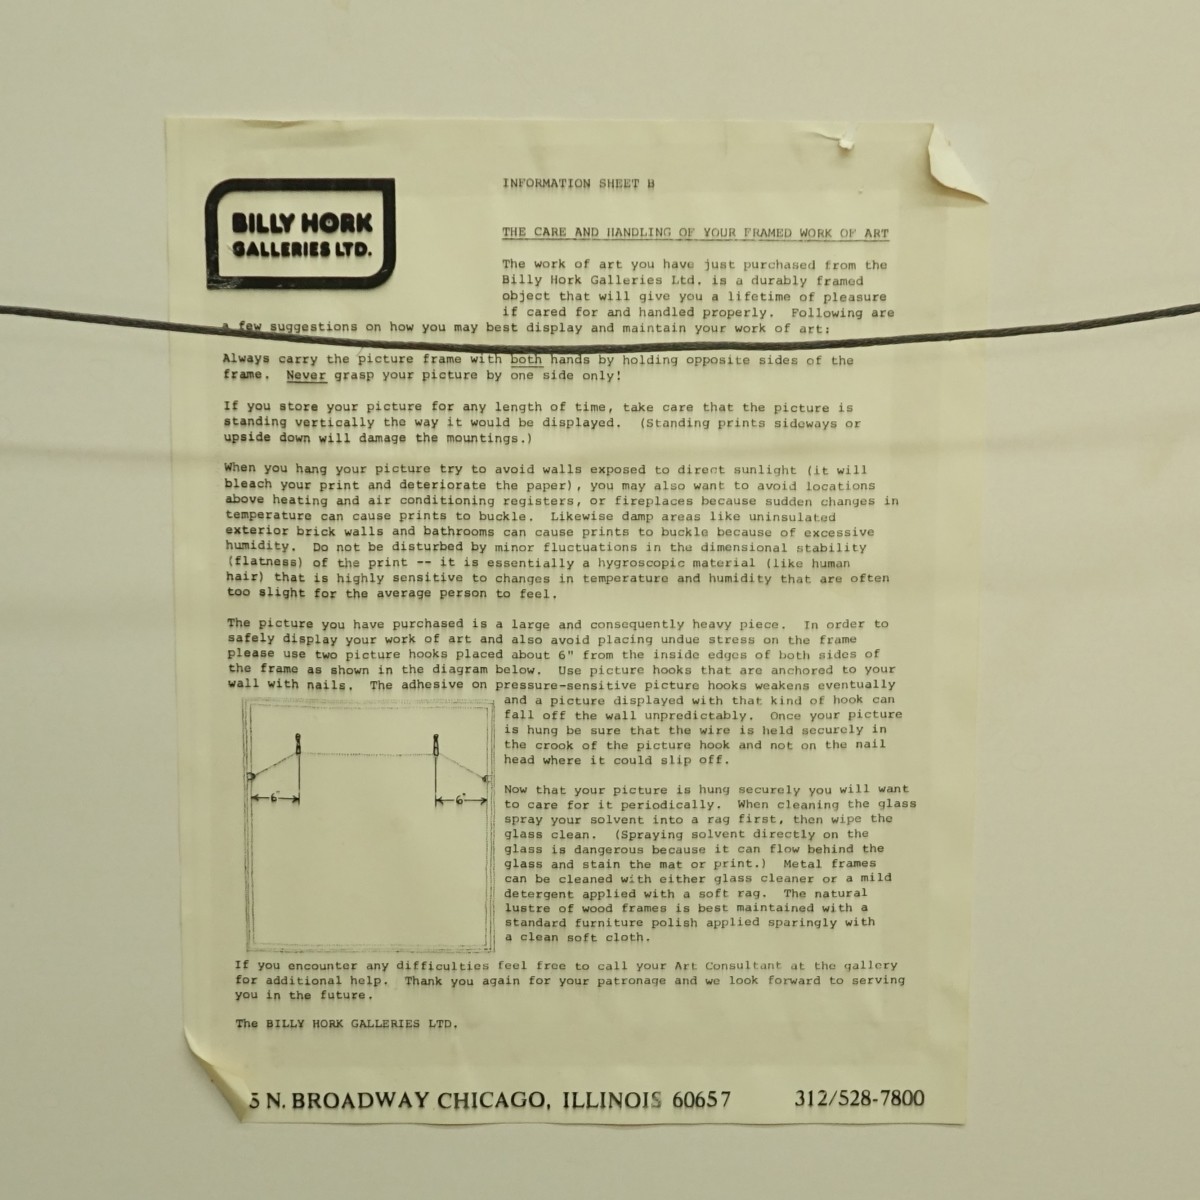 BILLY HORK
GALLERIES LTD.
INFORMATION SHEET B
THE CARE AND HANDLING OF YOUR FRAMED WORK OF ART
The work of art you have just purchased from the
Billy Hork Galleries Ltd. is a durably framed
object that will give you a lifetime of pleasure
if cared for and handled properly. Following are
a few suggestions on how you may best display and maintain your work of art:
Always carry the picture frame with both hands by holding opposite sides of the
frame. Never grasp your picture by one side only!
If you store your picture for any length of time, take care that the picture is
standing vertically the way it would be displayed. (Standing prints sideways or
upside down will damage the mountings.)
When you hang your picture try to avoid walls exposed to direct sunlight (it will
bleach your print and deteriorate the paper), you may also want to avoid locations
above heating and air conditioning registers, or fireplaces because sudden changes in
temperature can cause prints to buckle. Likewise damp areas like uninsulated
exterior brick walls and bathrooms can cause prints to buckle because of excessive
humidity. Do not be disturbed by minor fluctuations in the dimensional stability
(flatness) of the print -- it is essentially a hygroscopic material (like human
hair) that is highly sensitive to changes in temperature and humidity that are often
too slight for the average person to feel.
The picture you have purchased is a large and consequently heavy piece. In order to
safely display your work of art and also avoid placing undue stress on the frame
please use two picture hooks placed about 6" from the inside edges of both sides of
the frame as shown in the diagram below. Use picture hooks that are anchored to your
wall with nails. The adhesive on pressure-sensitive picture hooks weakens eventually
and a picture displayed with that kind of hook can
fall off the wall unpredictably. Once your picture
is hung be sure that the wire is held securely in
the crook of the picture hook and not on the nail
head where it could slip off.
6"
6"
Now that your picture is hung securely you will want
to care for it periodically. When cleaning the glass
spray your solvent into a rag first, then wipe the
glass clean. (Spraying solvent directly on the
glass is dangerous because it can flow behind the
glass and stain the mat or print.) Metal frames
can be cleaned with either glass cleaner or a mild
detergent applied with a soft rag. The natural
lustre of wood frames is best maintained with a
standard furniture polish applied sparingly with
a clean soft cloth.
If you encounter any difficulties feel free to call your Art Consultant at the gallery
for additional help. Thank you again for your patronage and we look forward to serving
you in the future.
The BILLY HORK GALLERIES LTD.
5 N. BROADWAY CHICAGO, ILLINOIS 60657 312/528-7800